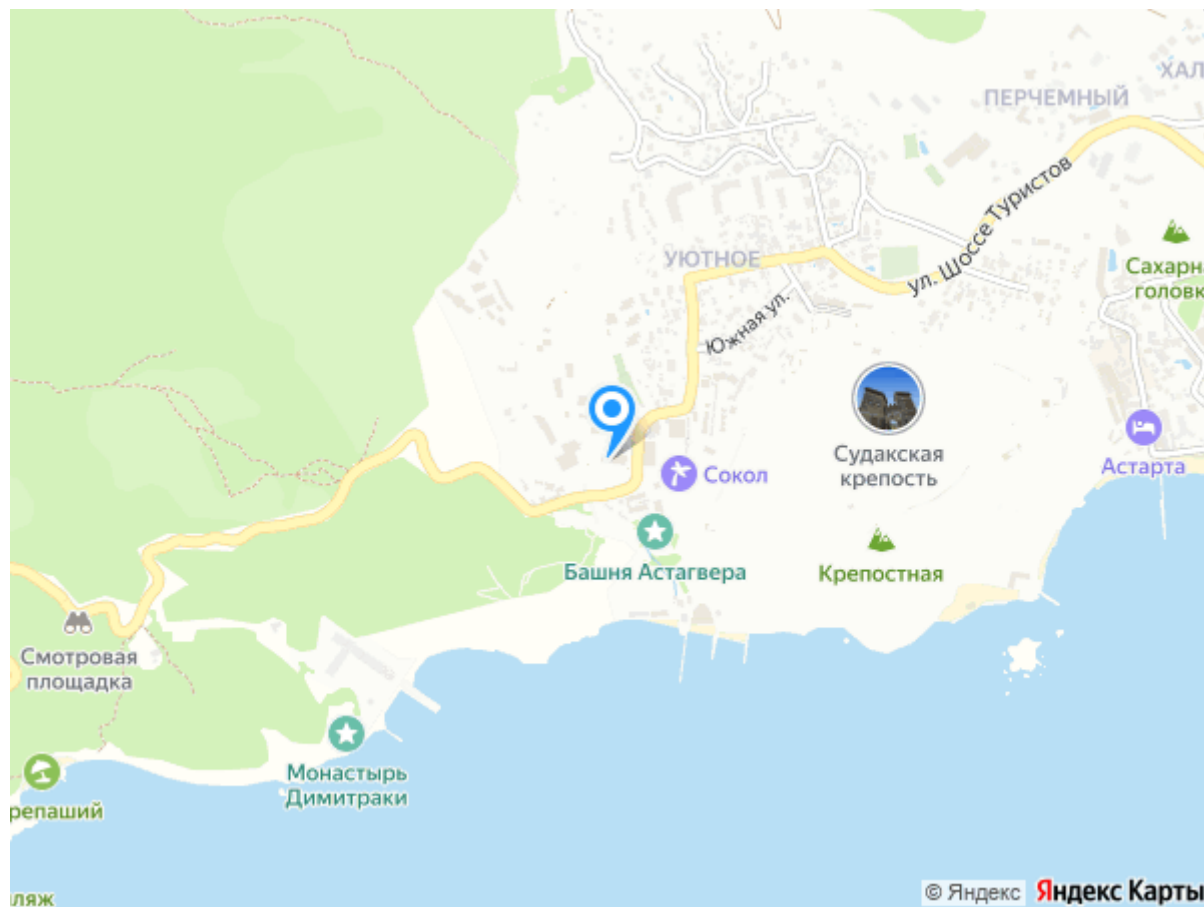 ХАЛ
ПЕРЧЕМНЫЙ
ул. Шоссе Туристов
УЮТНОЕ
Сахарн
головк
Южная ул.
Судакская
крепость
Сокол
Астарта
Башня Астагвера
Крепостная
Смотровая
площадка
Монастырь
Димитраки
репаший
ляж
© Яндекс Яндекс Карты